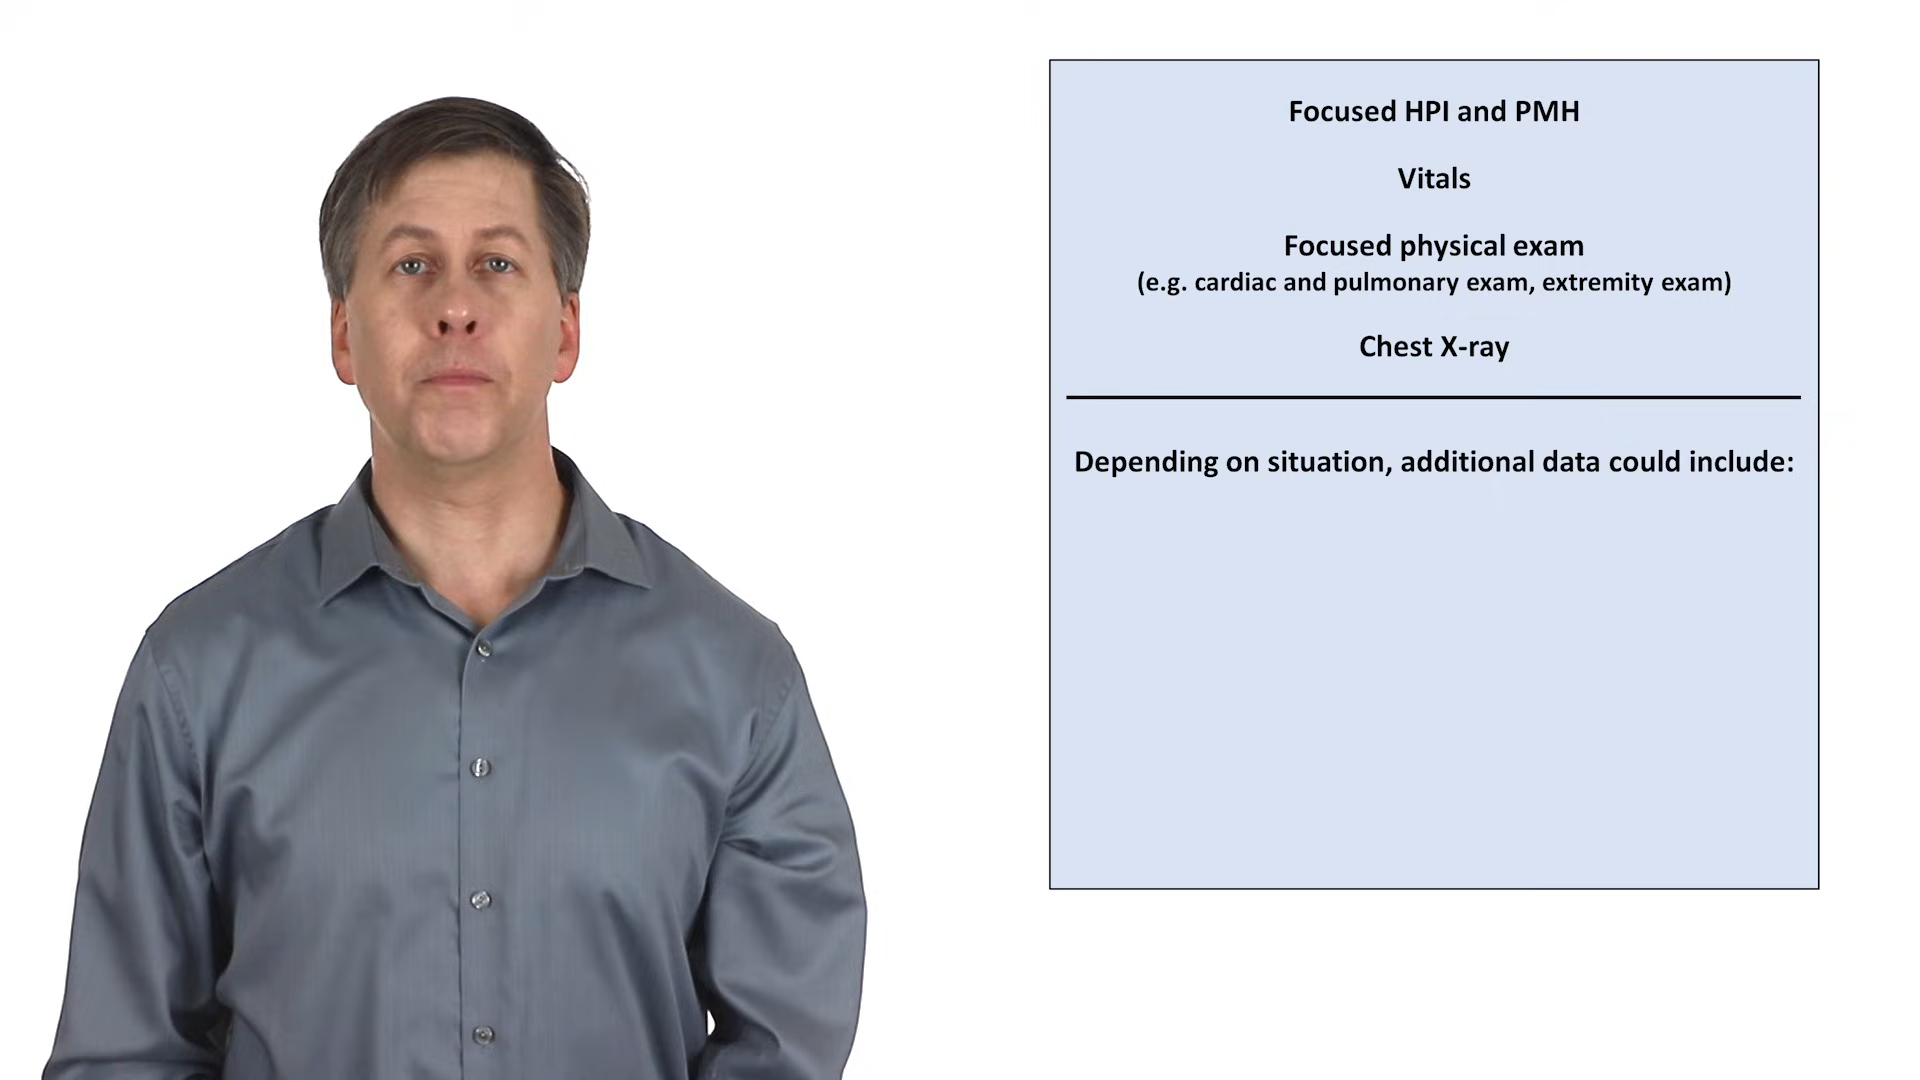 Focused HPI and PMH
Vitals
Focused physical exam
(e.g. cardiac and pulmonary exam, extremity exam)
Chest X-ray
Depending on situation, additional data could include: